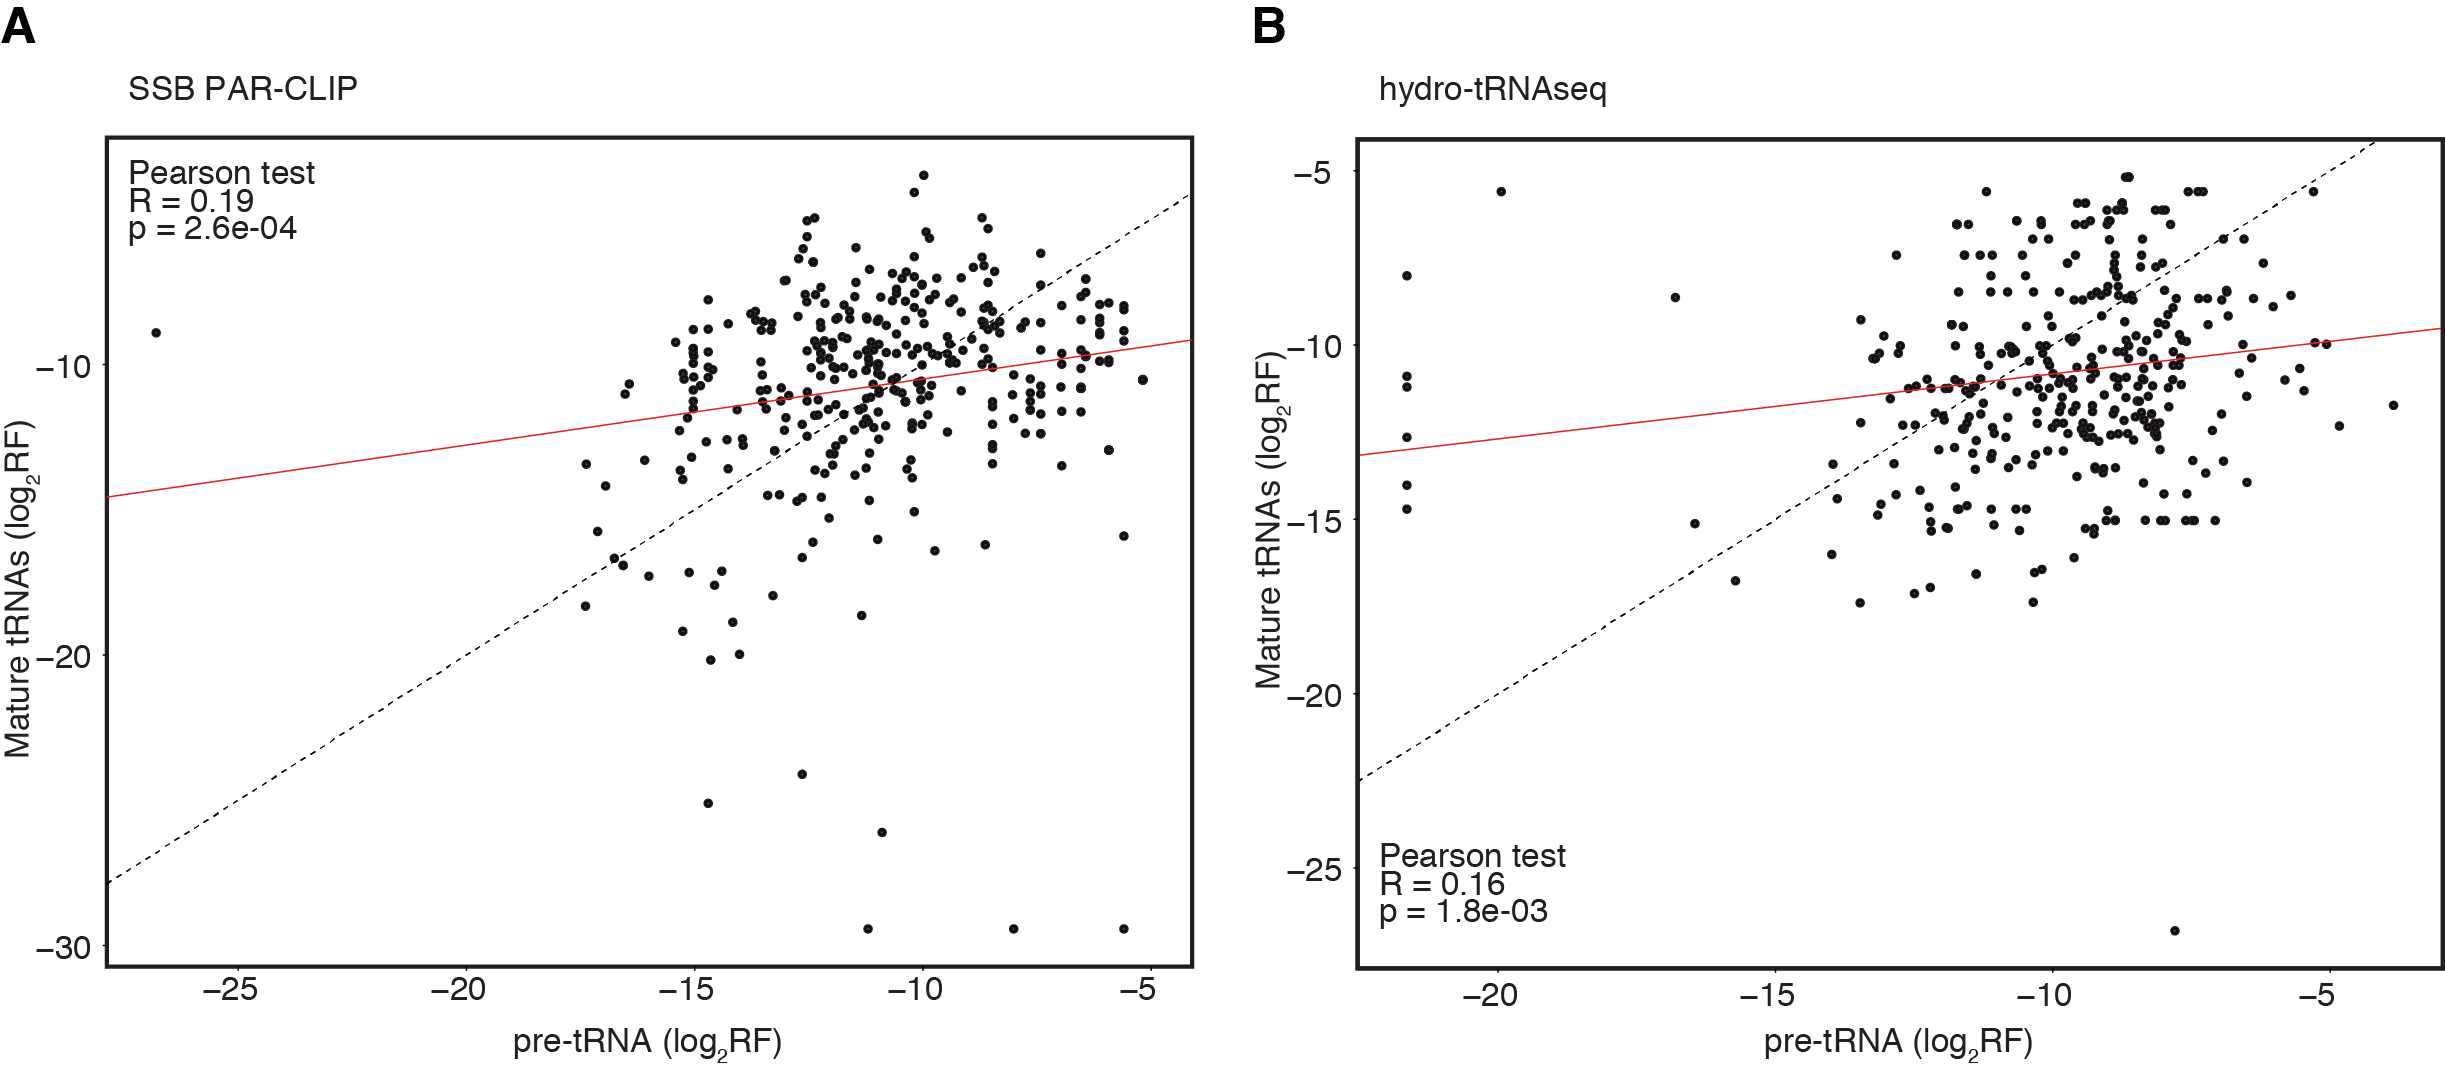 A
SSB PAR-CLIP
Pearson test
R = 0.19
p = 2.6e-04
Mature tRNAs (log2RF)
−10
−20
−30
−25
−20
−15
−10
−5
pre-tRNA (log2RF)
B
hydro-tRNAseq
Mature tRNAs (log2RF)
−5
−10
−15
−20
−25
Pearson test
R = 0.16
p = 1.8e-03
−20
−15
−10
−5
pre-tRNA (log2RF)